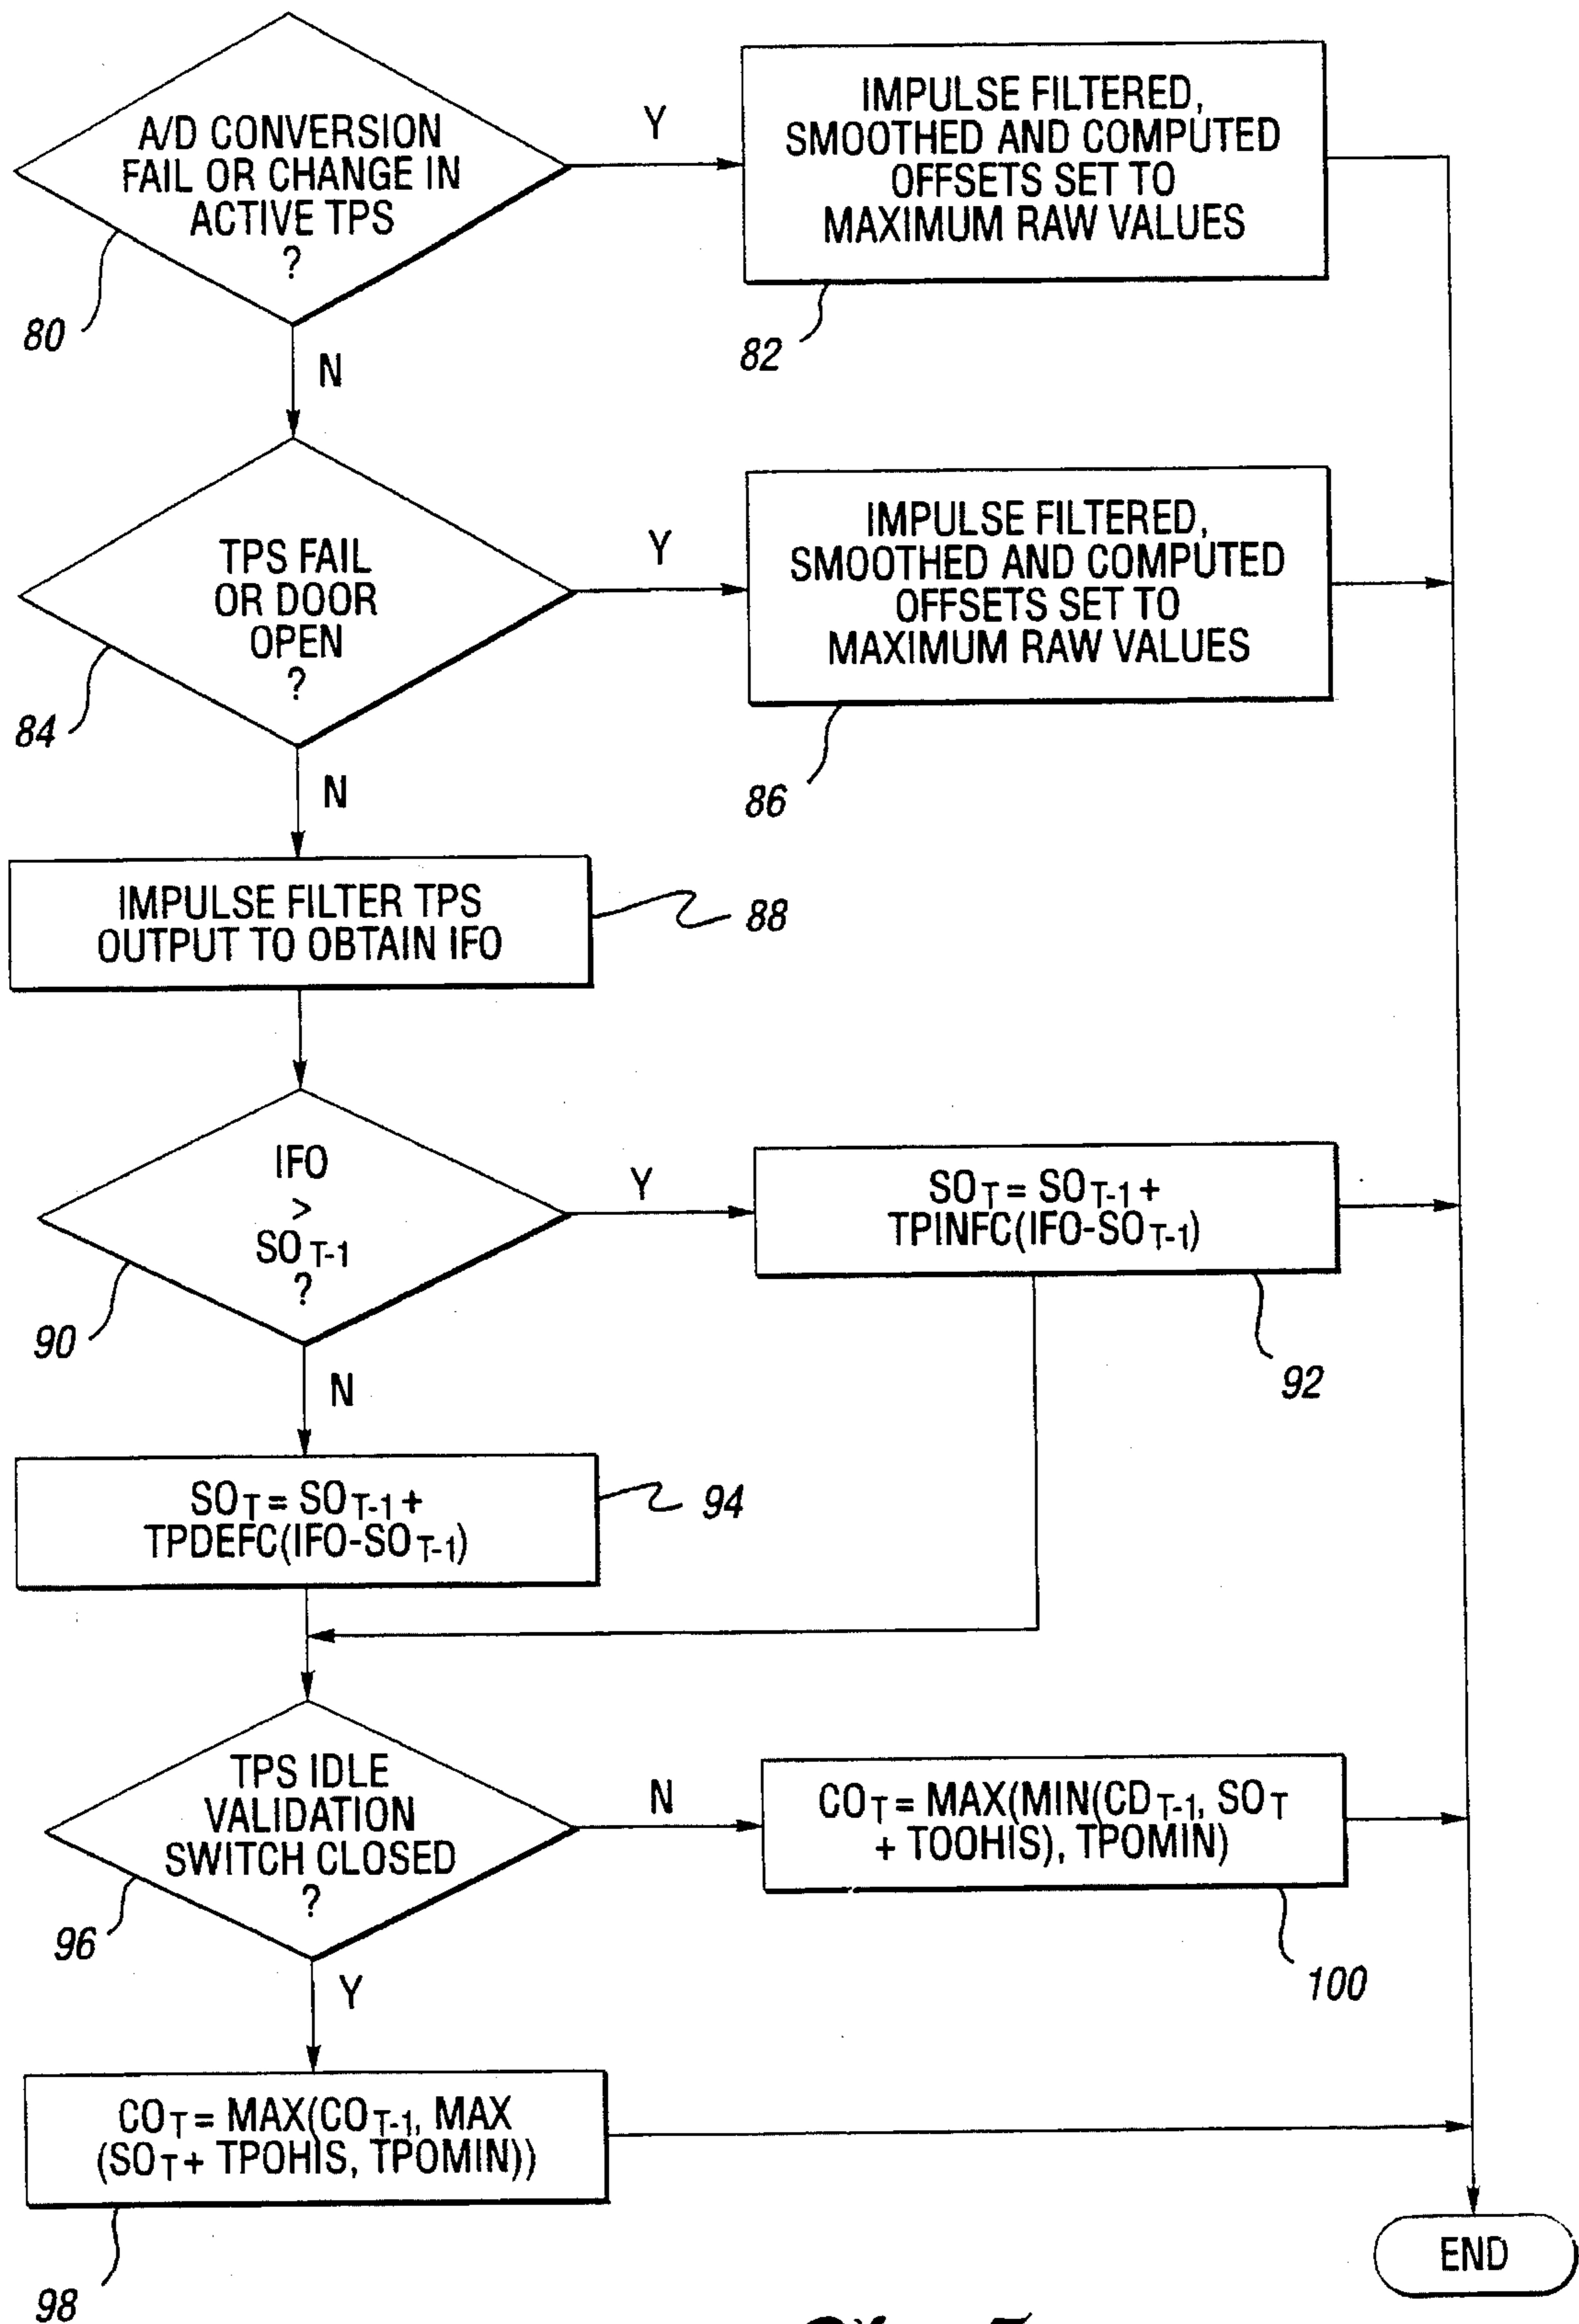 A/D CONVERSION
FAIL OR CHANGE IN
ACTIVE TPS
?
80
Y
IMPULSE FILTERED,
SMOOTHED AND COMPUTED
OFFSETS SET TO
MAXIMUM RAW VALUES
82
N
TPS FAIL
OR DOOR
OPEN
?
84
Y
IMPULSE FILTERED,
SMOOTHED AND COMPUTED
OFFSETS SET TO
MAXIMUM RAW VALUES
86
N
IMPULSE FILTER TPS
OUTPUT TO OBTAIN IFO
88
IFO
>
SO T-1
?
90
Y
SO T = SO T-1 +
TPINFC(IFO-SO T-1)
92
N
SO T = SO T-1 +
TPDEFC(IFO-SO T-1)
94
TPS IDLE
VALIDATION
SWITCH CLOSED
?
96
N
CO T = MAX(MIN(CD T-1, SO T
+ TOOHIS), TPOMIN)
100
Y
CO T = MAX(CO T-1, MAX
(SO T + TPOHIS, TPOMIN))
98
END